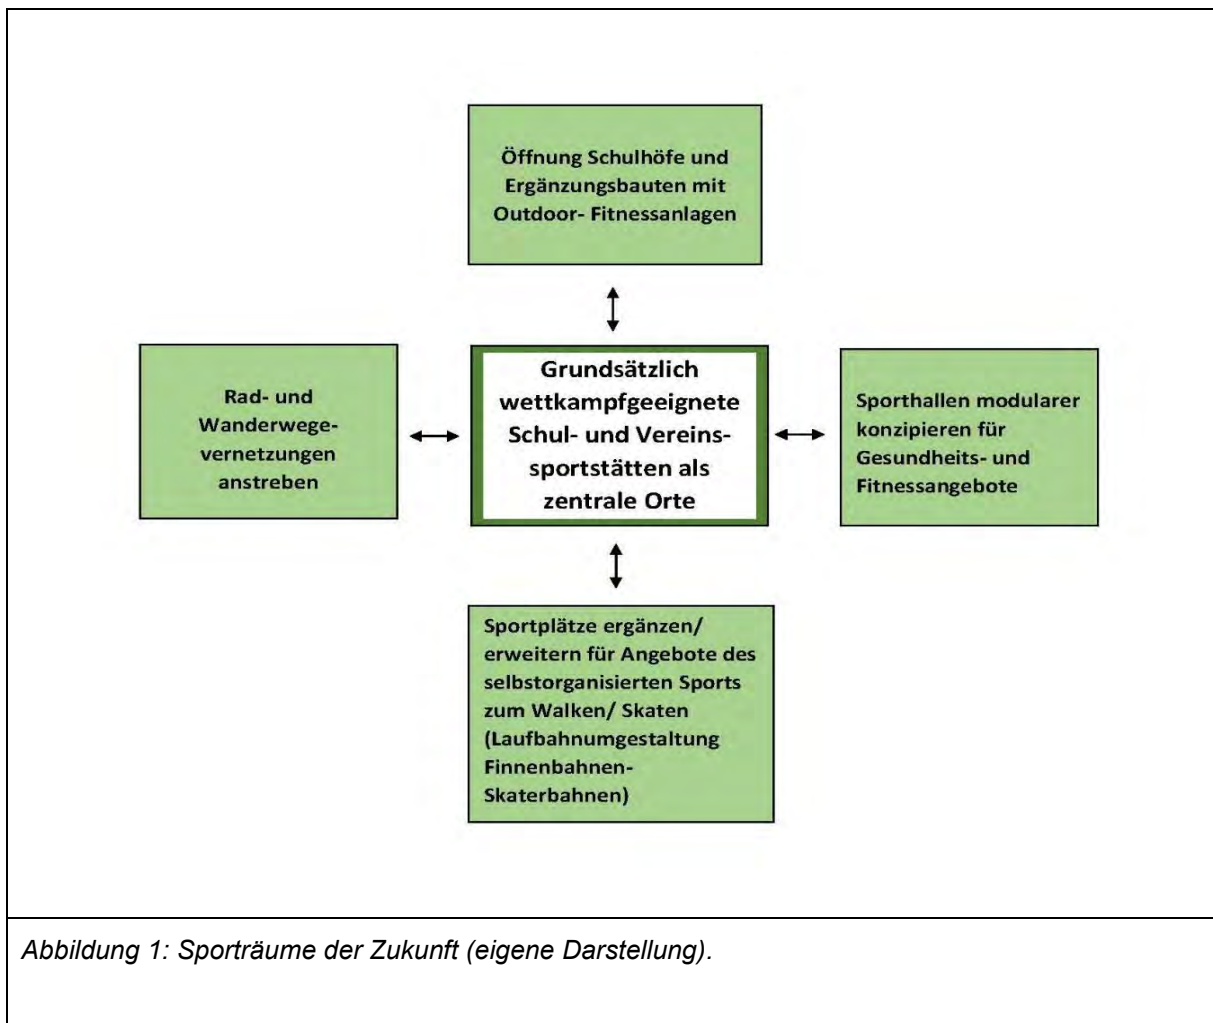 Öffnung Schulhöfe und
Ergänzungsbauten mit
Outdoor- Fitnessanlagen
Rad- und
Wanderwege-
vernetzungen
anstreben
Grundsätzlich
wettkampfgeeignete
Schul- und Vereins-
sportstätten als
zentrale Orte
Sporthallen modularer
konzipieren für
Gesundheits- und
Fitnessangebote
Sportplätze ergänzen/
erweitern für Angebote des
selbstorganisierten Sports
zum Walken/ Skaten
(Laufbahnumgestaltung
Finnenbahnen-
Skaterbahnen)
Abbildung 1: Sporträume der Zukunft (eigene Darstellung).